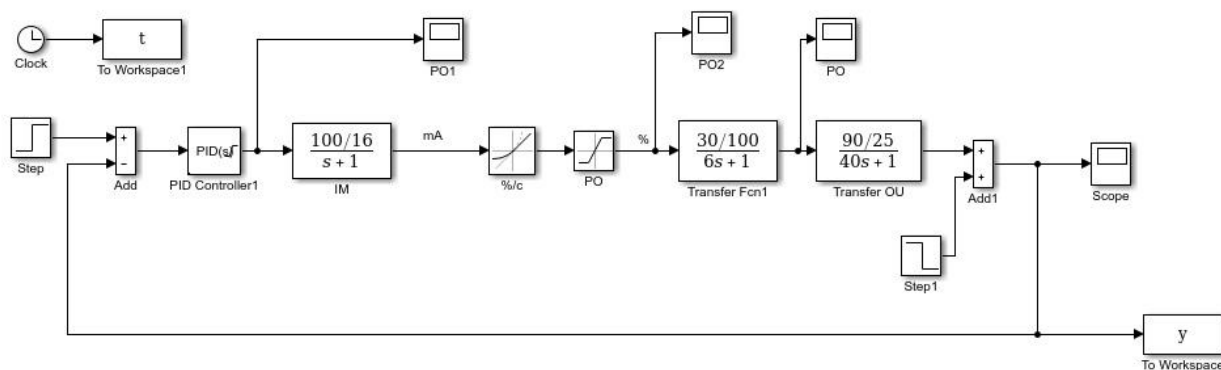 t
Clock
To Workspace1
PO1
PO2
PO
Step
+
−
Add
PID(s)
PID Controller1
100/16
s + 1
IM
mA
%/c
PO
%
30/100
6s + 1
Transfer Fcn1
90/25
40s + 1
Transfer OU
+
+
Add1
Scope
Step1
y
To Workspace